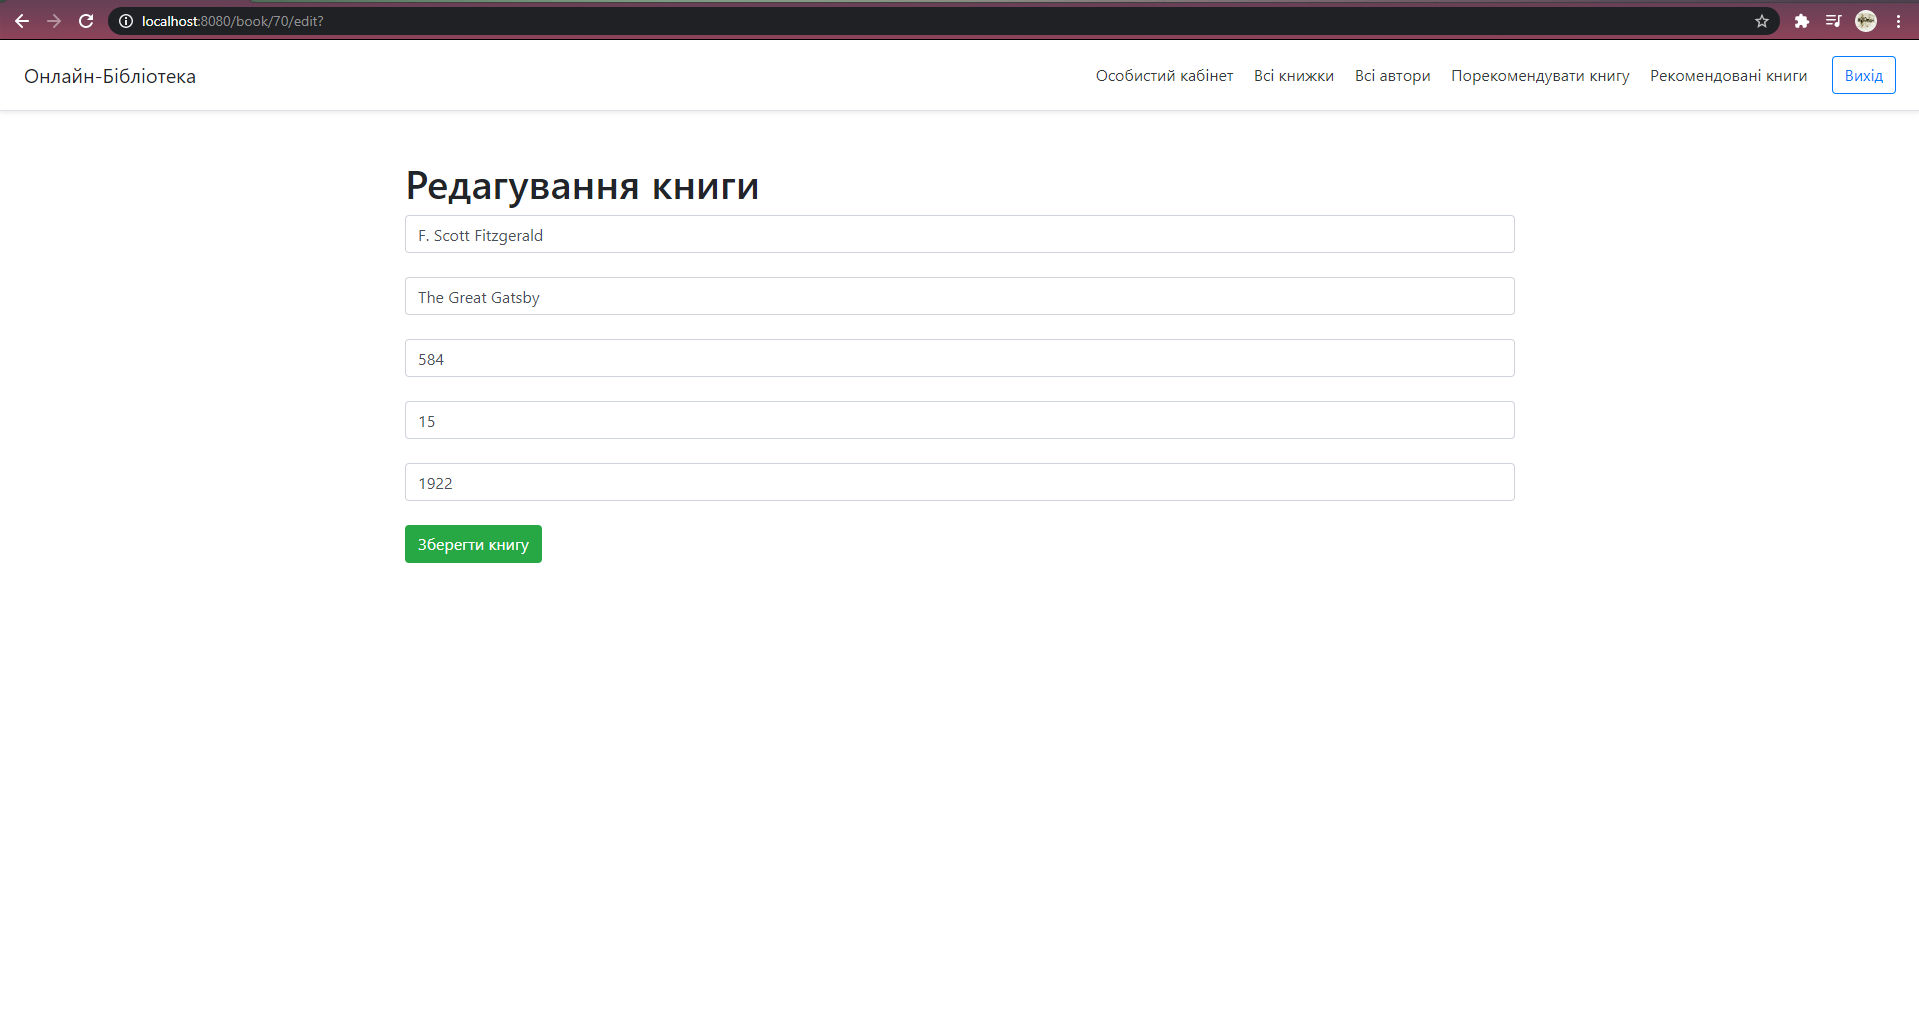 localhost:8080/book/70/edit?
Онлайн-Бібліотека
Особистий кабінет Всі книжки Всі автори Порекомендувати книгу Рекомендовані книги Вихід
Редагування книги
F. Scott Fitzgerald
The Great Gatsby
584
15
1922
Зберегти книгу